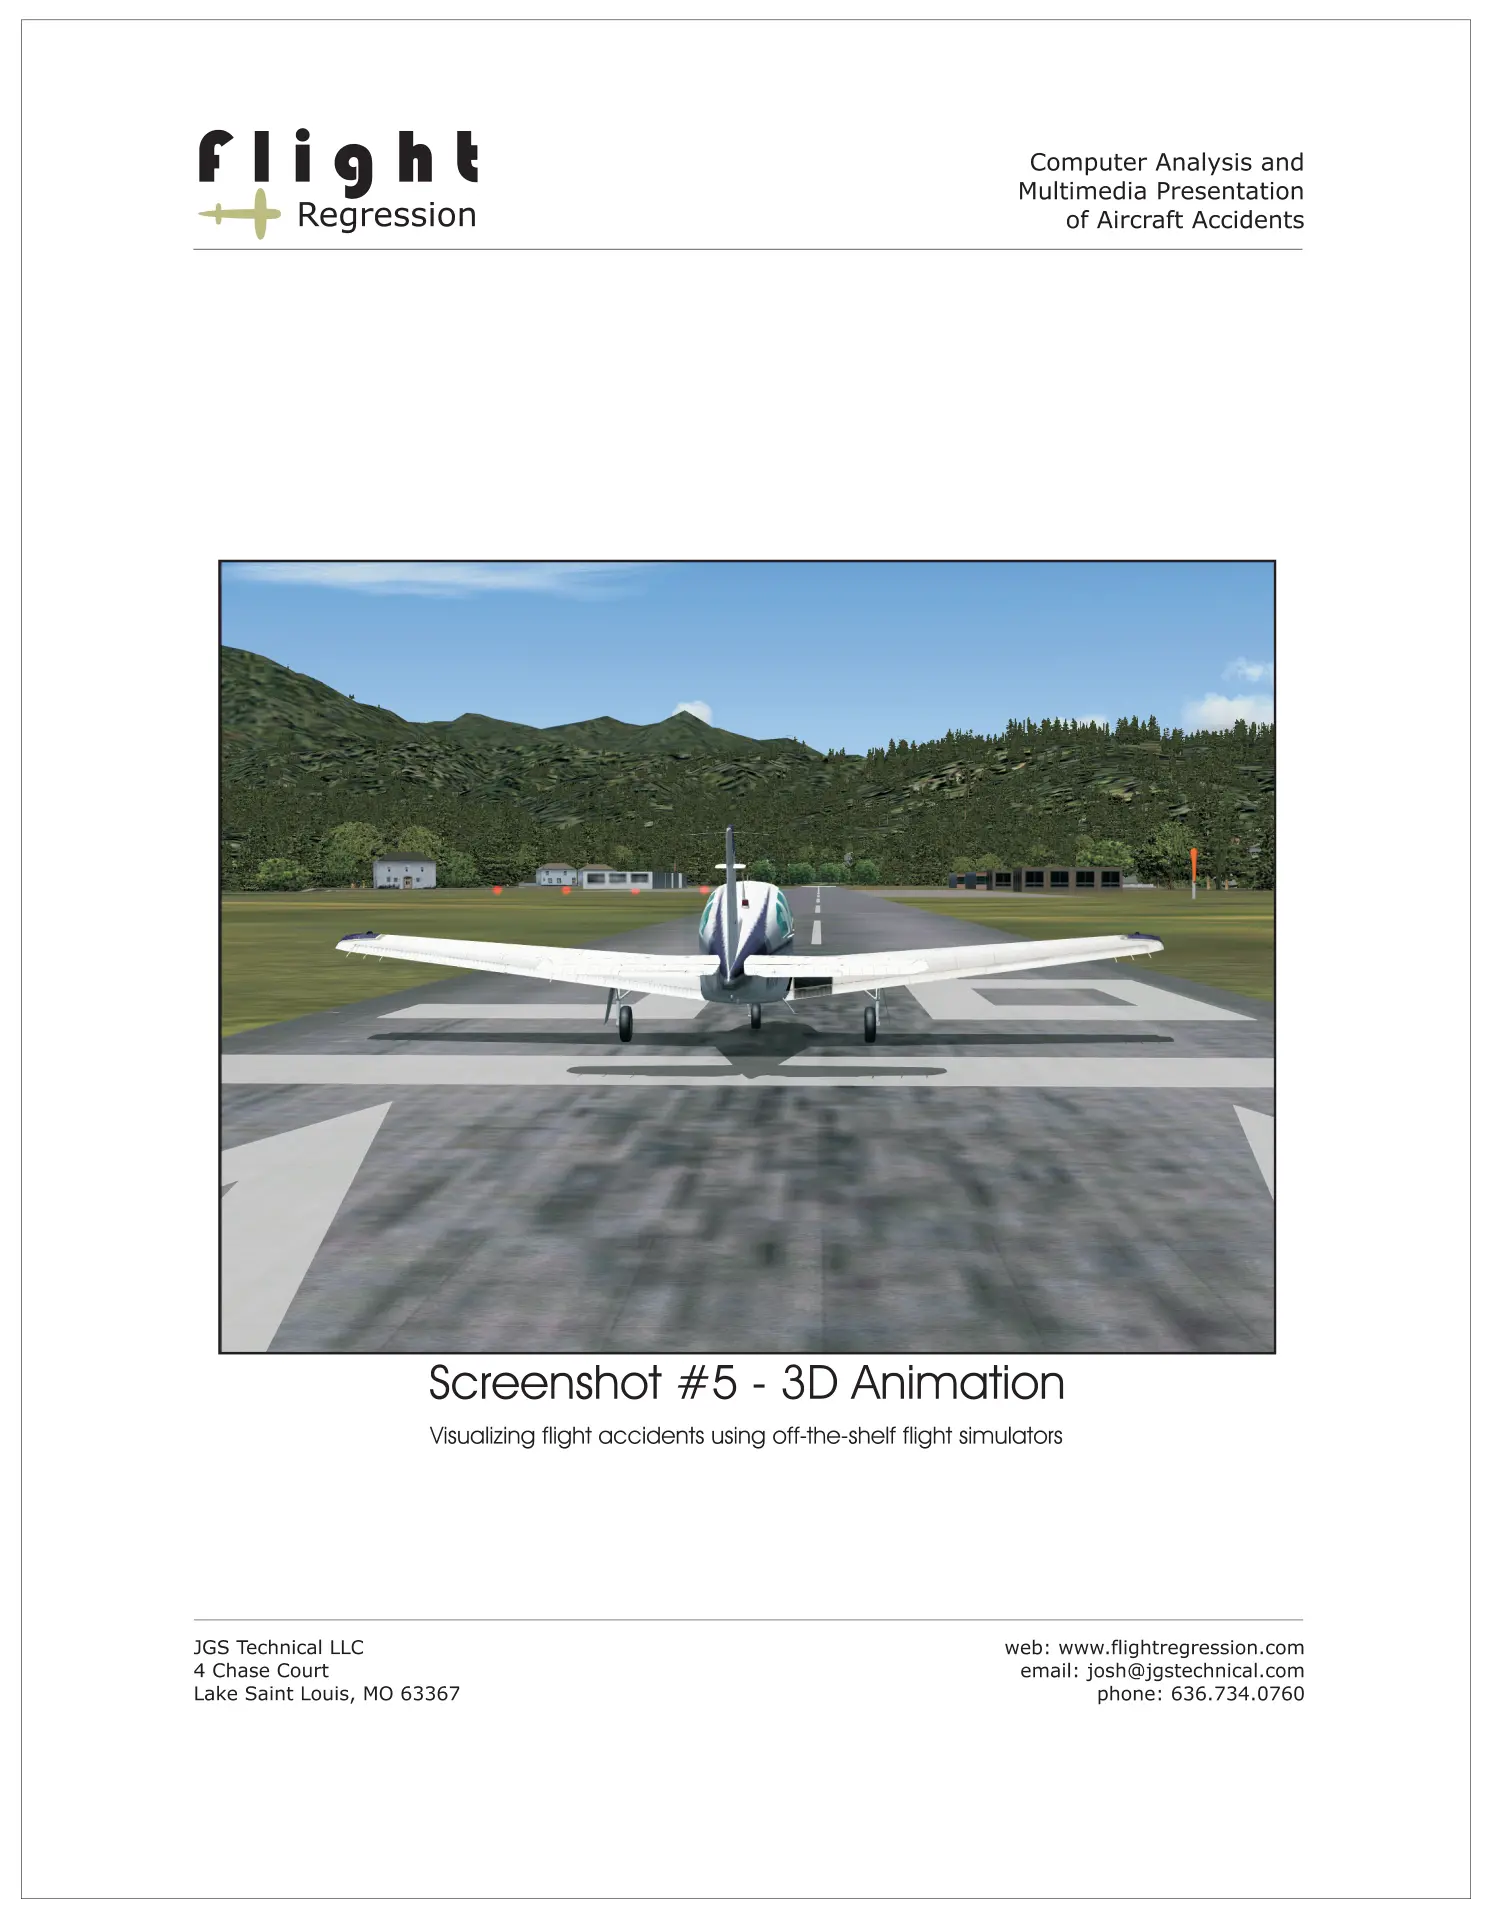 Flight
Regression
Computer Analysis and
Multimedia Presentation
of Aircraft Accidents
Screenshot #5 - 3D Animation
Visualizing flight accidents using off-the-shelf flight simulators
JGS Technical LLC
4 Chase Court
Lake Saint Louis, MO 63367
web: www.flightregression.com
email: josh@jgstechnical.com
phone: 636.734.0760